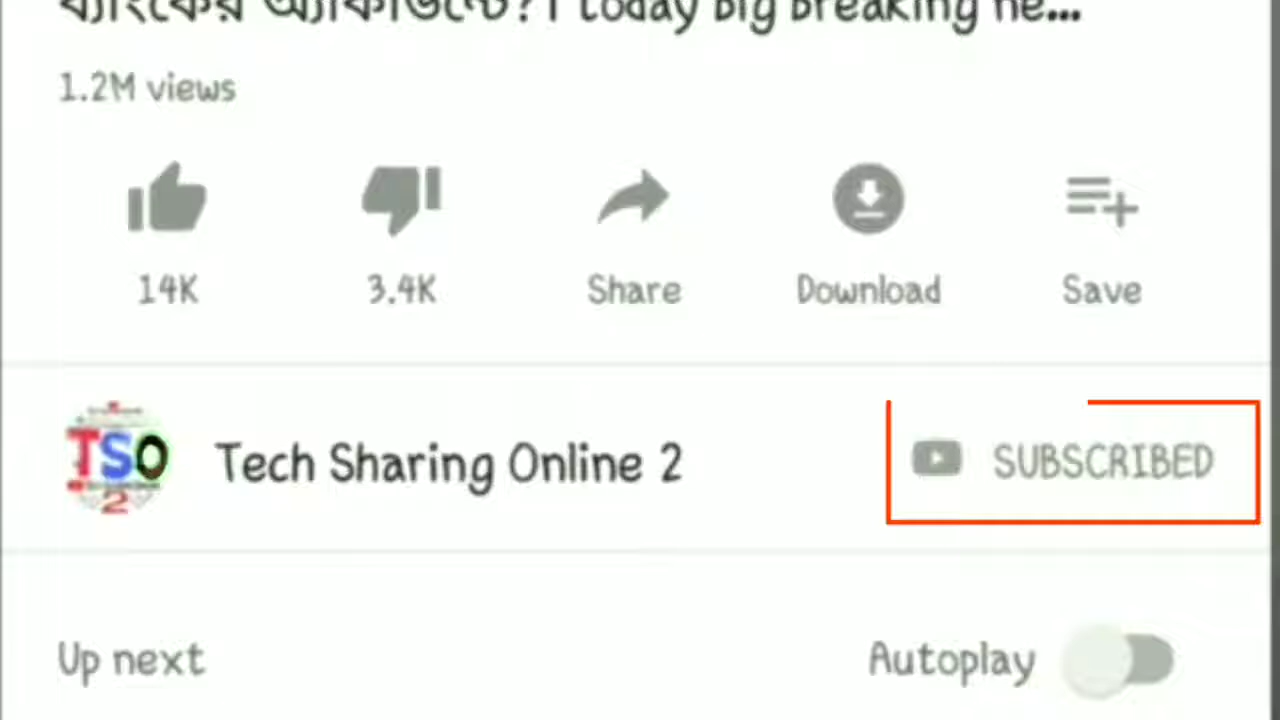 ব্যাংকের অ্যাকাউন্টে?। today big breaking ne...
1.2M views
14K
3.4K
Share
Download
Save
TSO
2
Tech Sharing Online 2
SUBSCRIBED
Up next
Autoplay